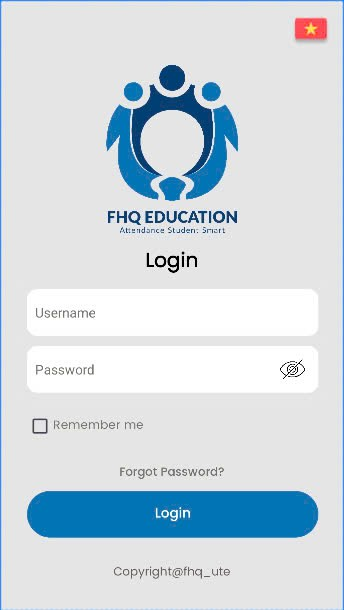 FHQ EDUCATION
Attendance Student Smart
Login
Username
Password
Remember me
Forgot Password?
Login
Copyright@fhq_ute